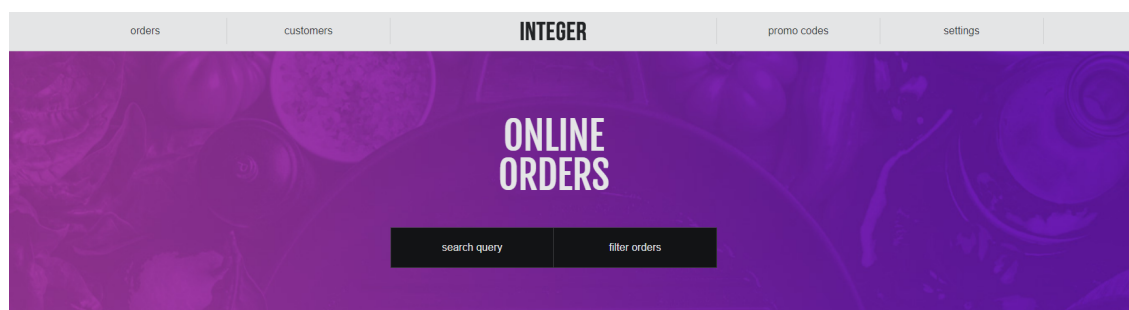 orders customers INTEGER promo codes settings
ONLINE
ORDERS
search query filter orders